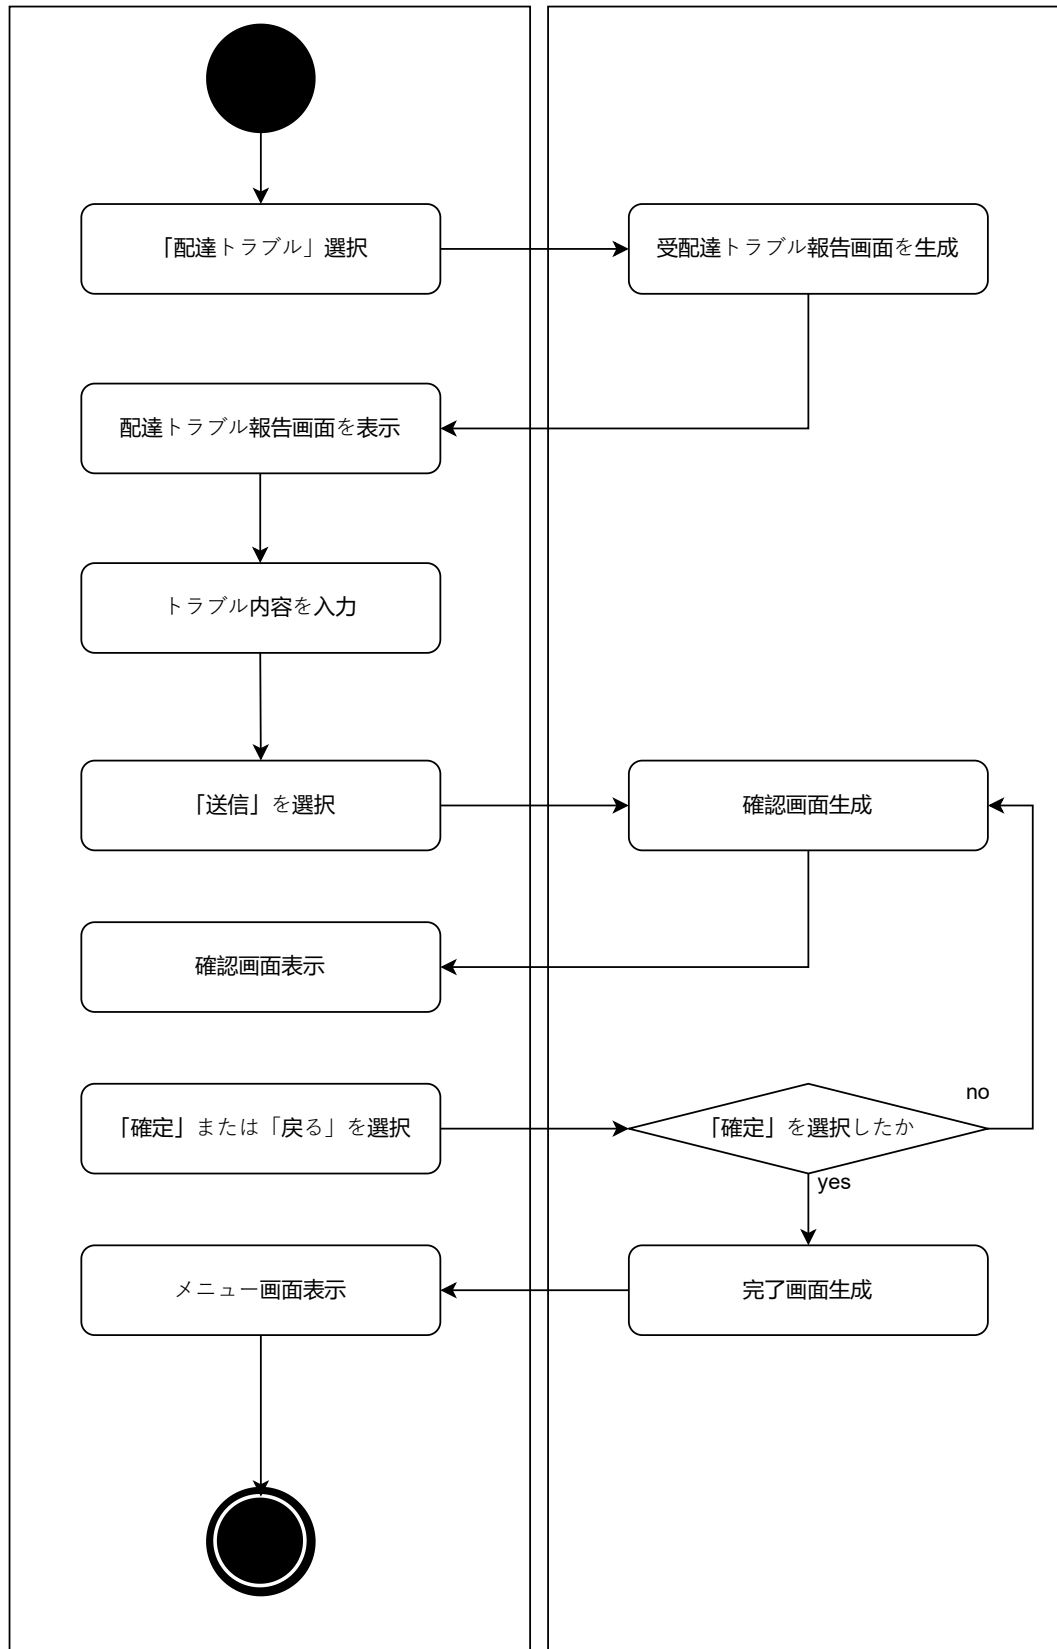 「配達トラブル」選択
受配達トラブル報告画面を生成
配達トラブル報告画面を表示
トラブル内容を入力
「送信」を選択
確認画面生成
確認画面表示
「確定」または「戻る」を選択
「確定」を選択したか
no
yes
メニュー画面表示
完了画面生成